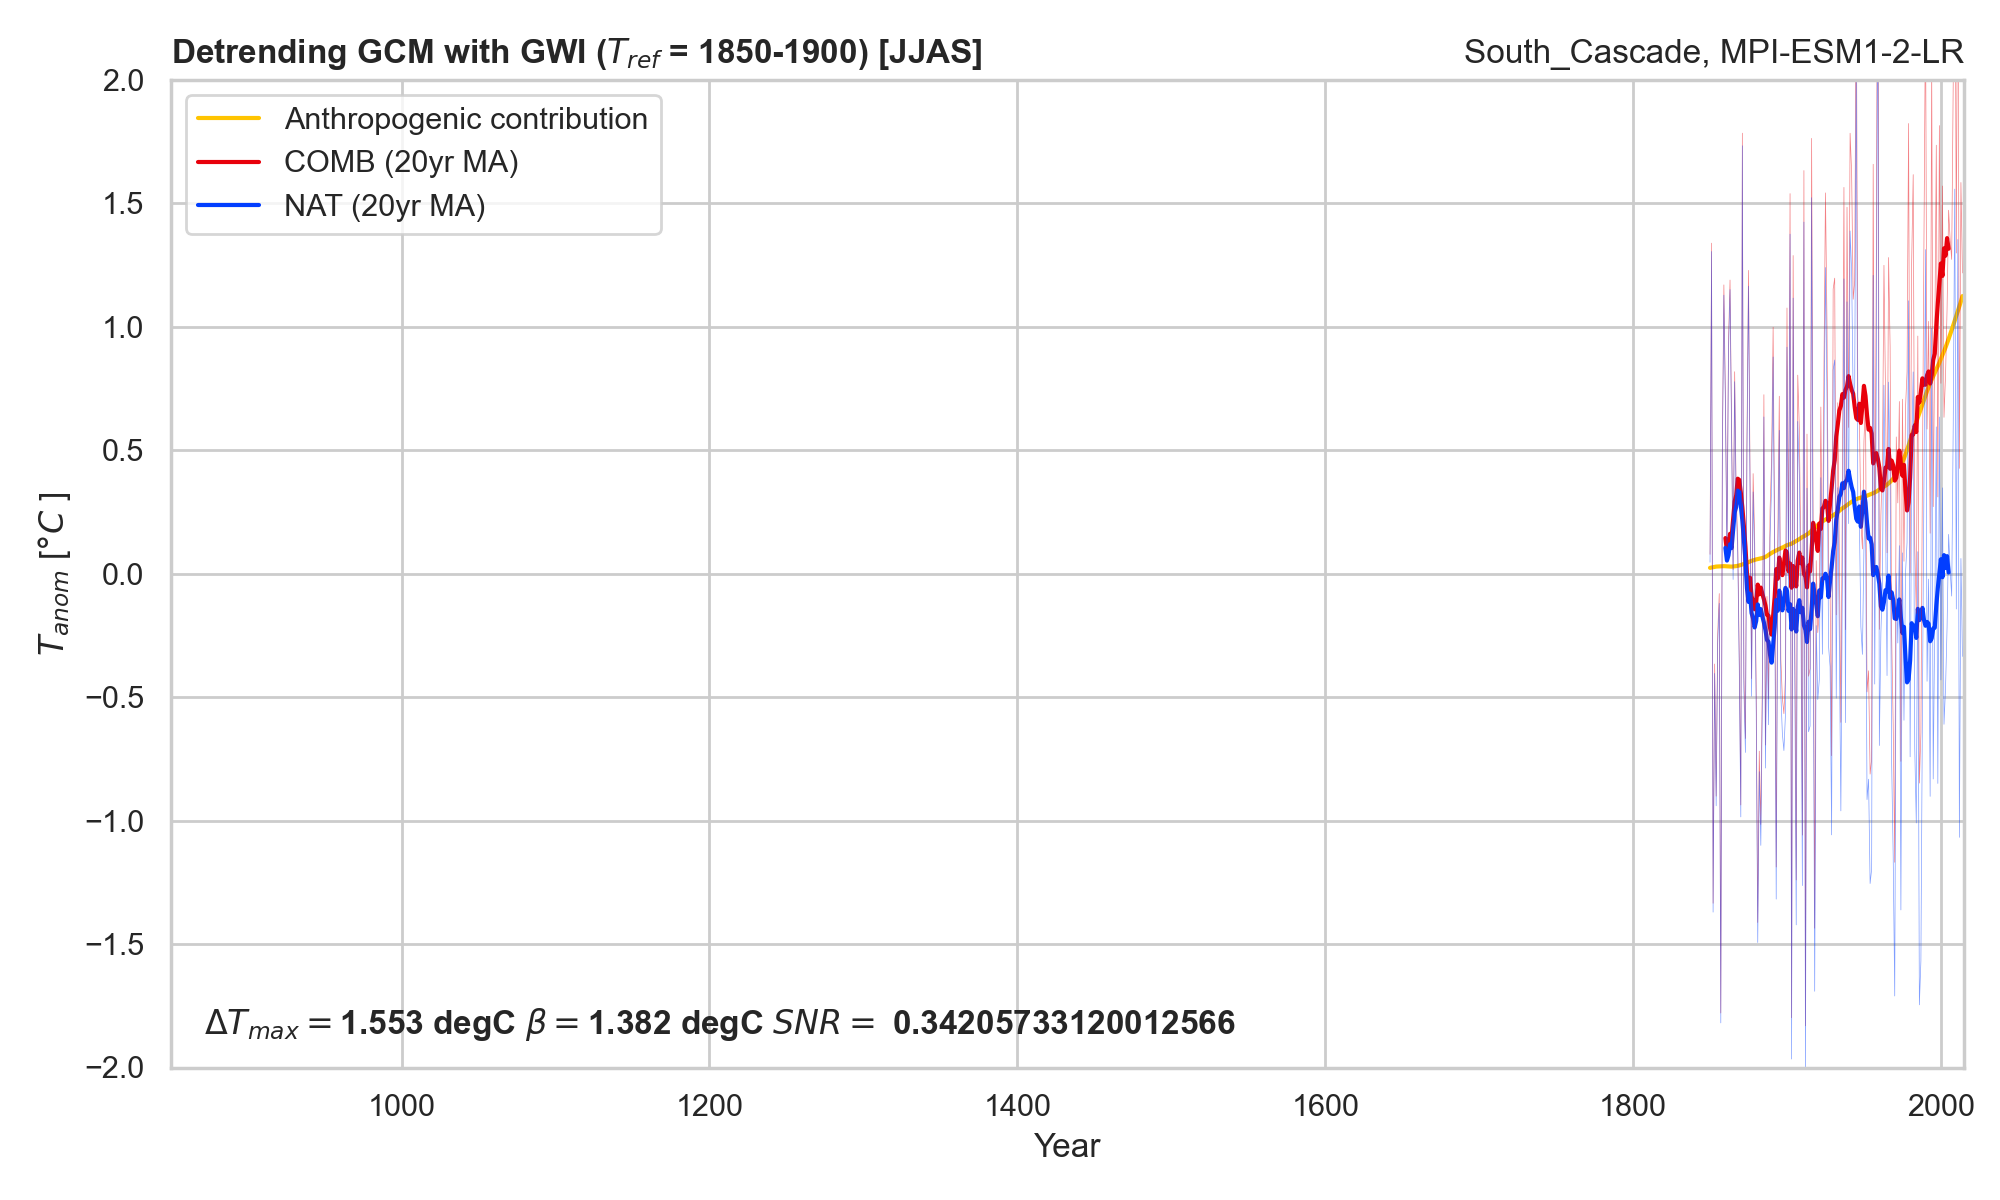 Detrending GCM with GWI (T_ref = 1850-1900) [JJAS]
South_Cascade, MPI-ESM1-2-LR
Anthropogenic contribution
COMB (20yr MA)
NAT (20yr MA)
2.0
1.5
1.0
0.5
0.0
−0.5
−1.0
−1.5
−2.0
T_anom [°C]
ΔT_max = 1.553 degC β = 1.382 degC SNR = 0.34205733120012566
1000 1200 1400 1600 1800 2000
Year